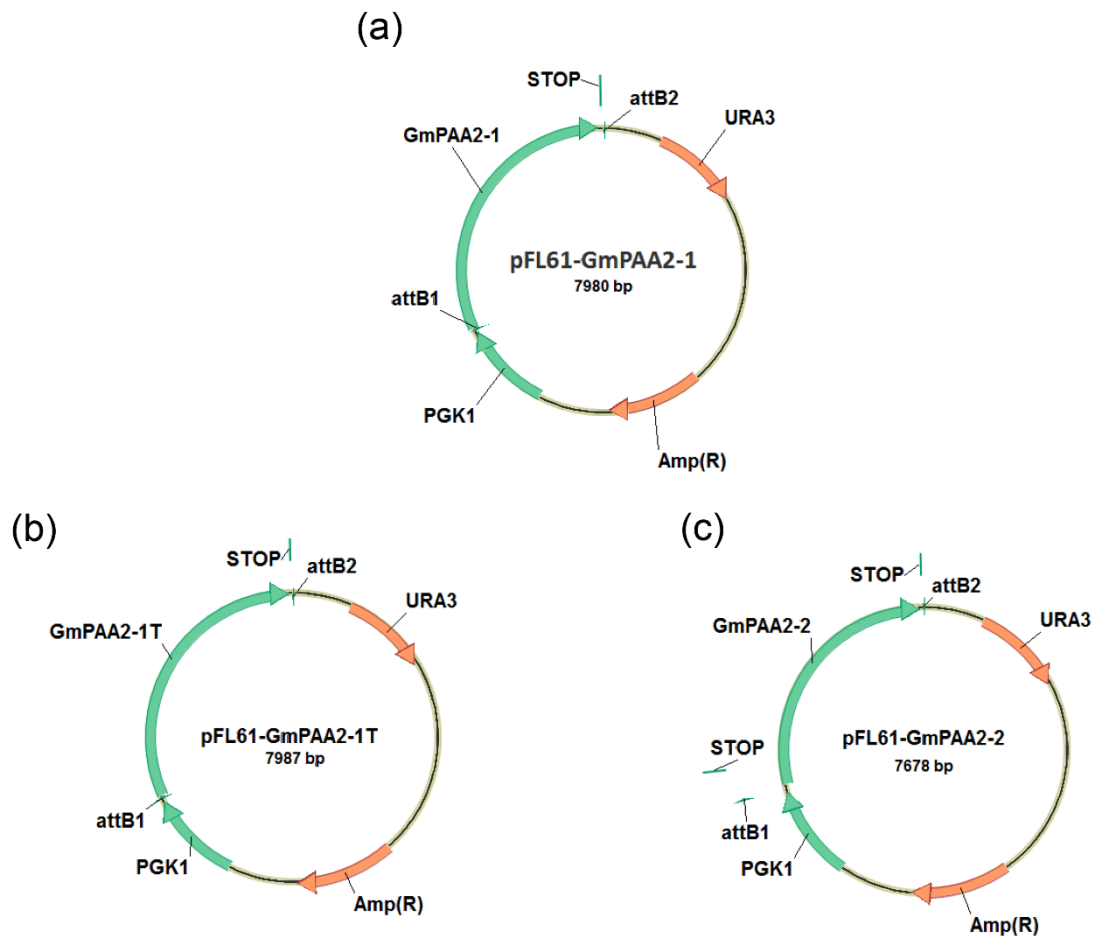 (a)
STOP
attB2
URA3
GmPAA2-1
pFL61-GmPAA2-1
7980 bp
attB1
PGK1
Amp(R)
(b)
STOP
attB2
URA3
GmPAA2-1T
pFL61-GmPAA2-1T
7987 bp
attB1
PGK1
Amp(R)
(c)
STOP
attB2
URA3
GmPAA2-2
STOP
pFL61-GmPAA2-2
7678 bp
attB1
PGK1
Amp(R)